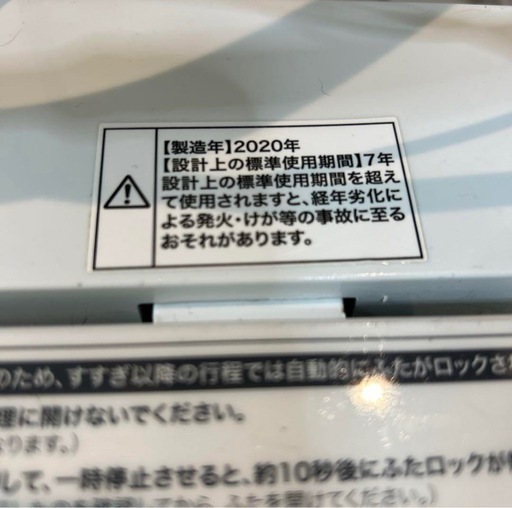 【製造年】2020年
【設計上の標準使用期間】7年
設計上の標準使用期間を超え
て使用されますと、経年劣化に
よる発火・けが等の事故に至る
おそれがあります。
のため、すすぎ以降の行程では自動的にふたがロックされ
理に開けないでください。
なります。)
して、一時停止させると、約10秒後にふたロックが